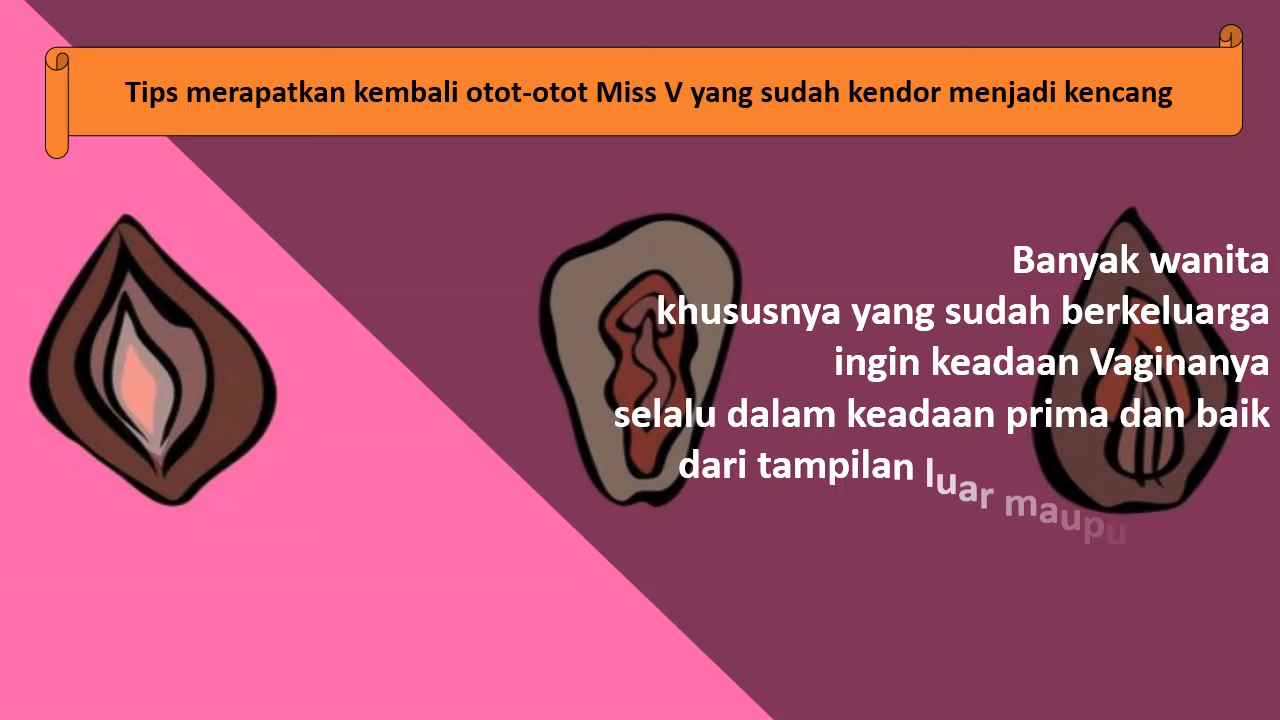 Tips merapatkan kembali otot-otot Miss V yang sudah kendor menjadi kencang
Banyak wanita
khususnya yang sudah berkeluarga
ingin keadaan Vaginanya
selalu dalam keadaan prima dan baik
dari tampilan luar maupu